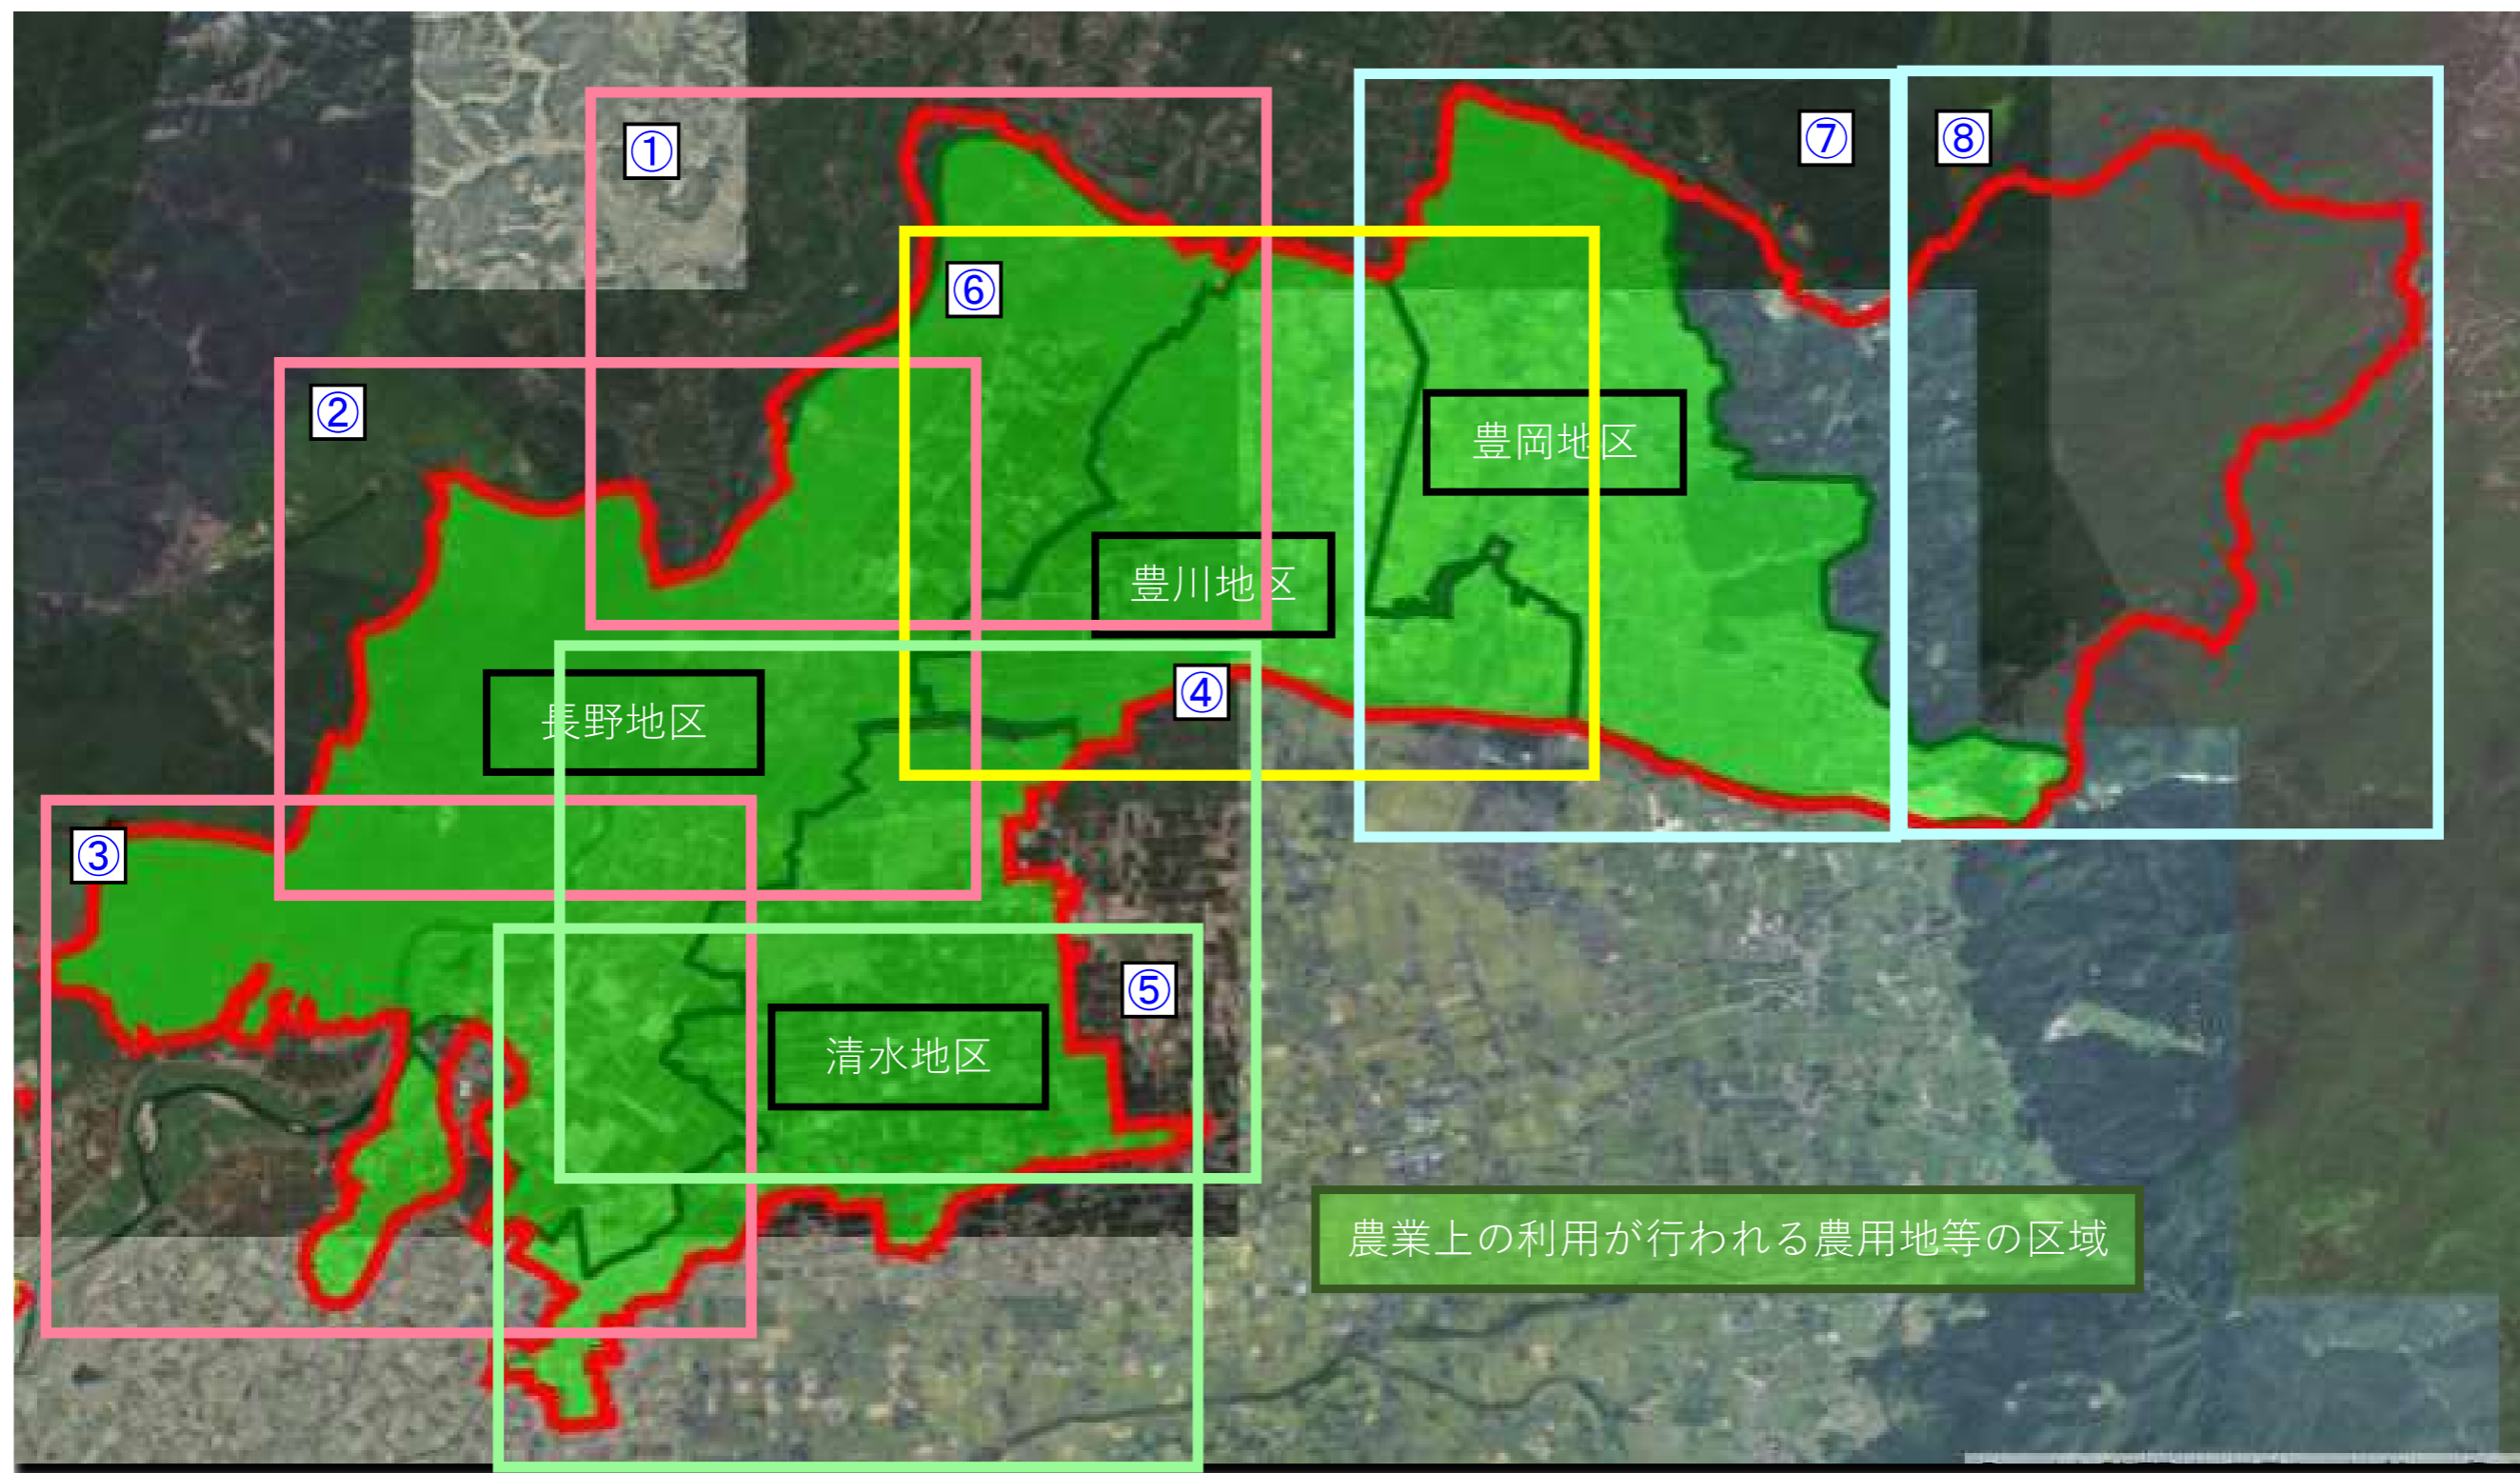 ①
⑦
⑧
⑥
②
豊岡地区
豊川地区
④
長野地区
③
⑤
清水地区
農業上の利用が行われる農用地等の区域